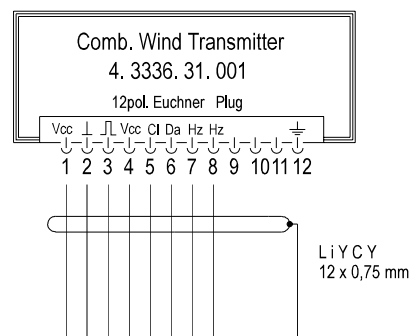 Comb. Wind Transmitter
4. 3336. 31. 001
12pol. Euchner Plug
Vcc ⊥ ⎍ Vcc Cl Da Hz Hz ⏚
1 2 3 4 5 6 7 8 9 10 11 12
LiYCY
12 x 0,75 mm